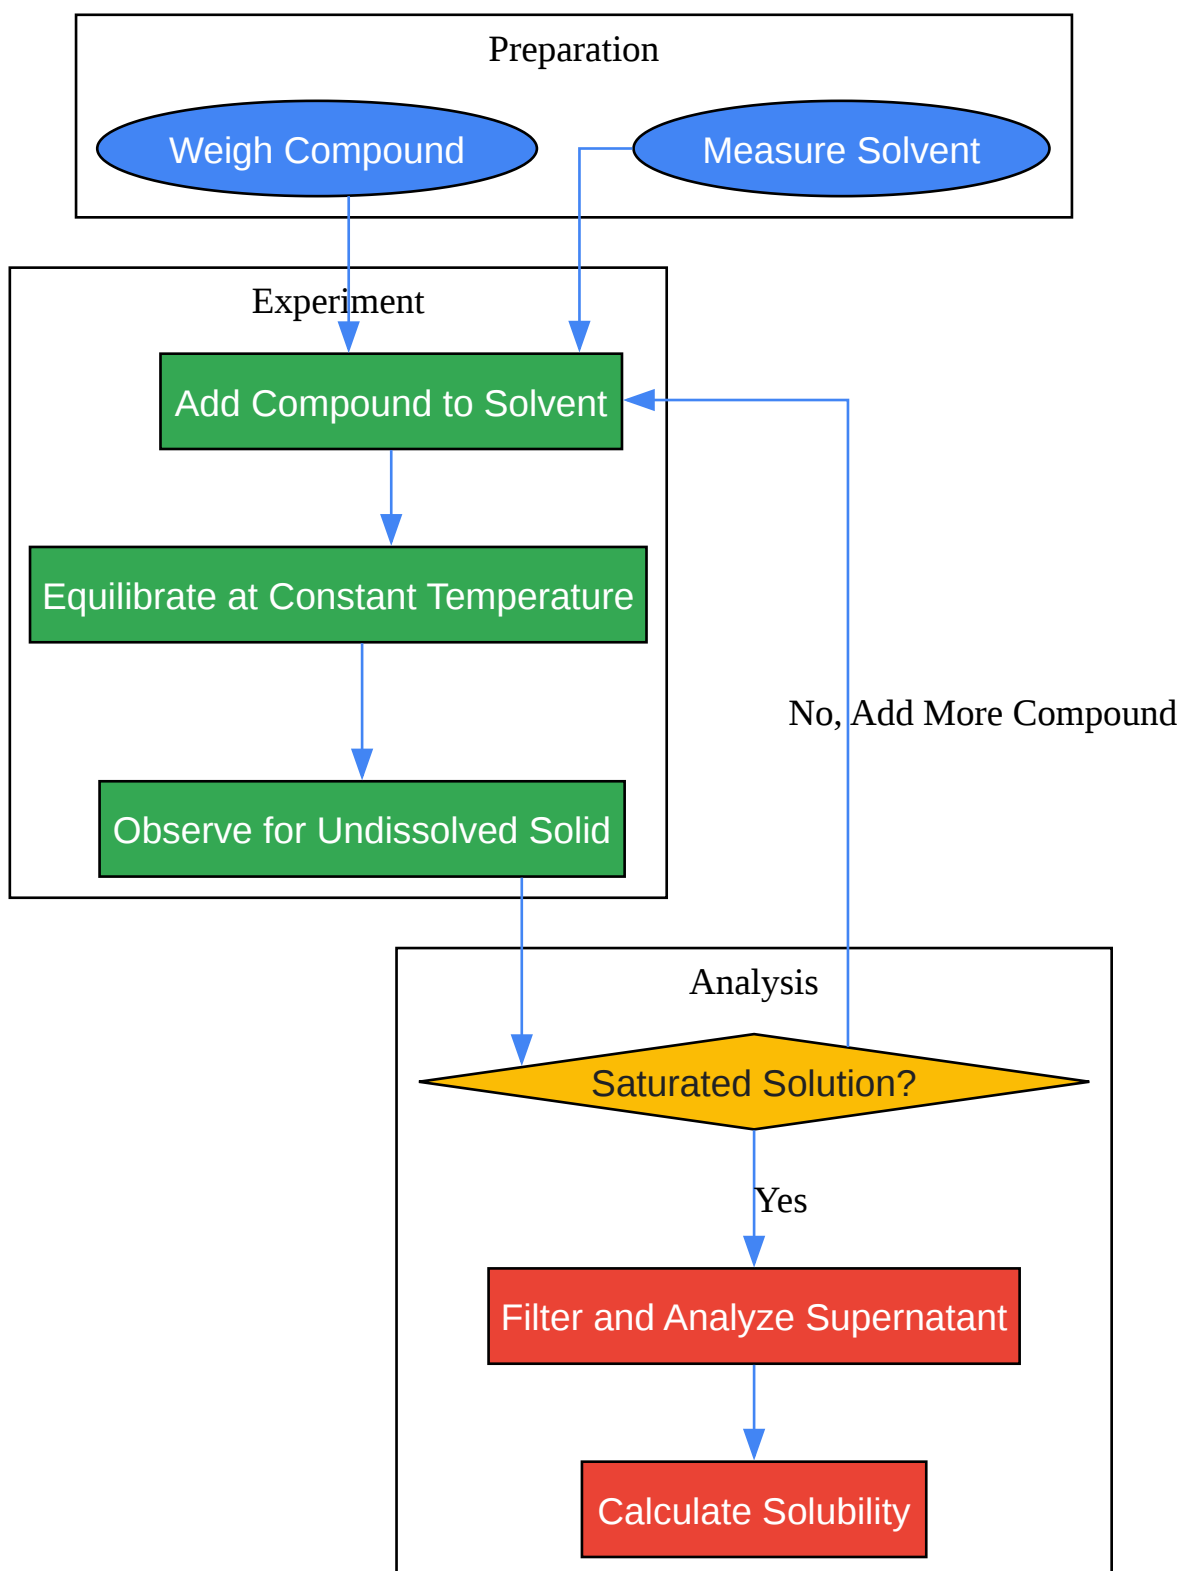 Preparation
Weigh Compound
Measure Solvent
Experiment
Add Compound to Solvent
Equilibrate at Constant Temperature
No, Add More Compound
Observe for Undissolved Solid
Analysis
Saturated Solution?
Yes
Filter and Analyze Supernatant
Calculate Solubility